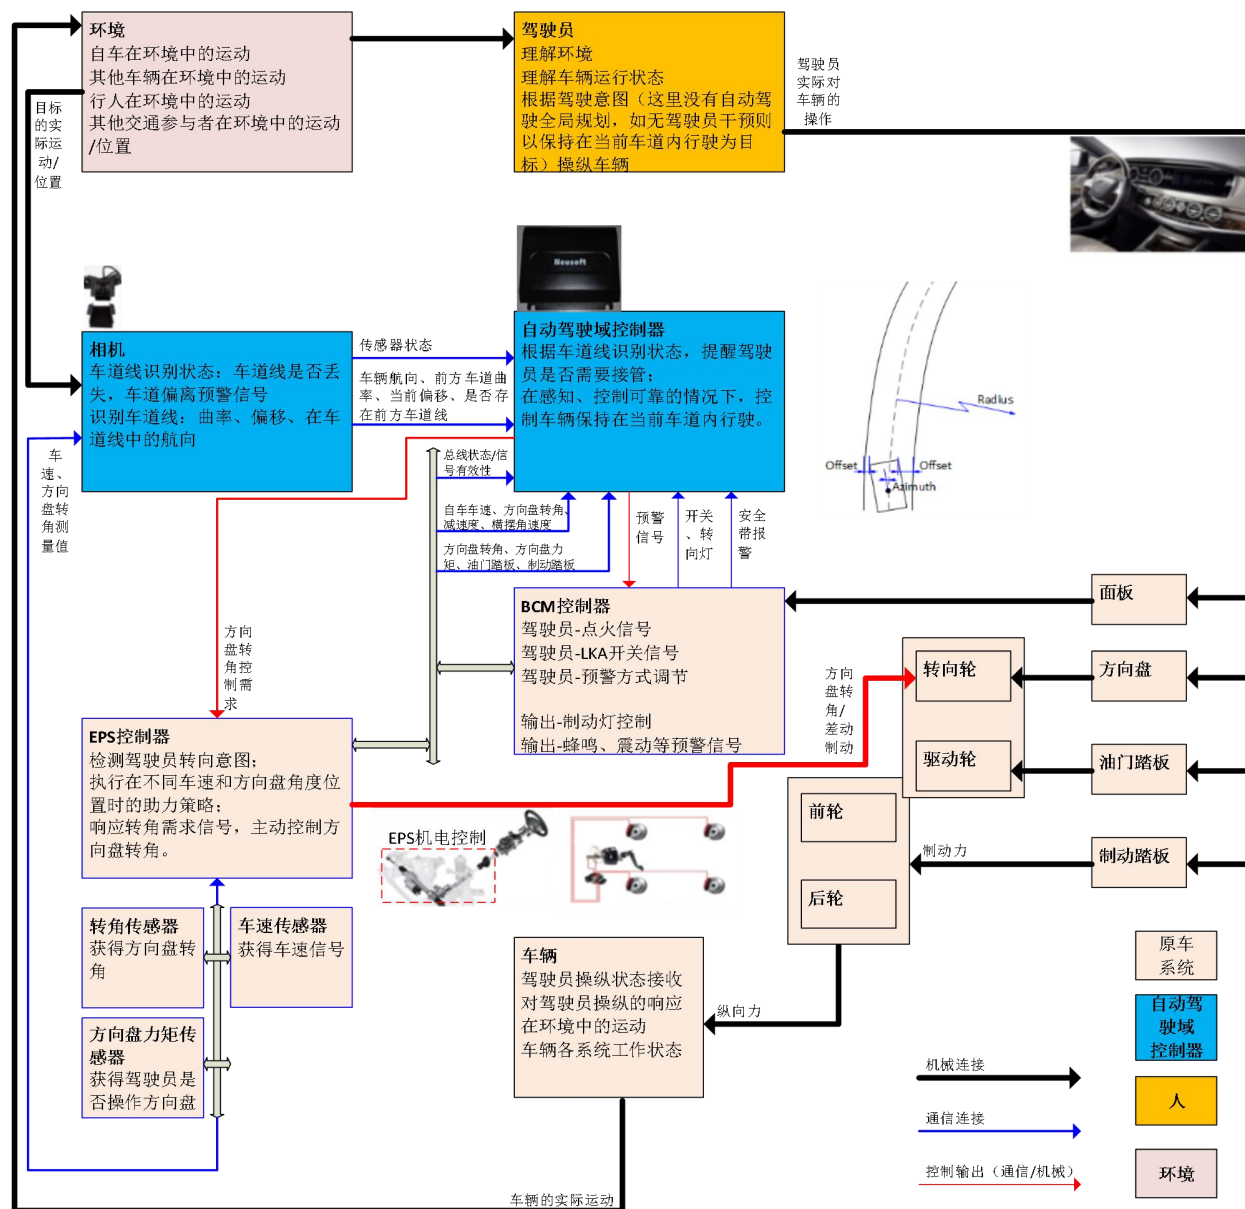 环境
自车在环境中的运动
其他车辆在环境中的运动
行人在环境中的运动
其他交通参与者在环境中的运动
/位置
驾驶员
理解环境
理解车辆运行状态
根据驾驶意图（这里没有自动驾
驶全局规划，如无驾驶员干预则
以保持在当前车道内行驶为目
标）操纵车辆
驾驶员
实际对
车辆的
操作
目标
的实
际运
动/
位置
Neusoft
相机
车道线识别状态：车道线是否丢
失，车道偏离预警信号
识别车道线：曲率、偏移、在车
道线中的航向
传感器状态
车辆航向、前方车道曲
率、当前偏移、是否存
在前方车道线
自动驾驶域控制器
根据车道线识别状态，提醒驾驶
员是否需要接管；
在感知、控制可靠的情况下，控
制车辆保持在当前车道内行驶。
Radius
Offset
Offset
Azimuth
车
速、
方向
盘转
角测
量值
总线状态/信
号有效性
自车车速、方向盘转角、
减速度、横摆角速度
方向盘转角、方向盘力
矩、油门踏板、制动踏板
预警
信号
开关
、转
向灯
安全
带报
警
BCM控制器
驾驶员-点火信号
驾驶员-LKA开关信号
驾驶员-预警方式调节
输出-制动灯控制
输出-蜂鸣、震动等预警信号
面板
方向盘
油门踏板
制动踏板
转向轮
驱动轮
前轮
后轮
方向
盘转
角/
差动
制动
制动力
方向
盘转
角控
制需
求
EPS控制器
检测驾驶员转向意图；
执行在不同车速和方向盘角度位
置时的助力策略；
响应转角需求信号，主动控制方
向盘转角。
EPS机电控制
转角传感器
获得方向盘转
角
车速传感器
获得车速信号
方向盘力矩传
感器
获得驾驶员是
否操作方向盘
车辆
驾驶员操纵状态接收
对驾驶员操纵的响应
在环境中的运动
车辆各系统工作状态
纵向力
车辆的实际运动
机械连接
通信连接
控制输出（通信/机械）
原车
系统
自动驾
驶域
控制器
人
环境